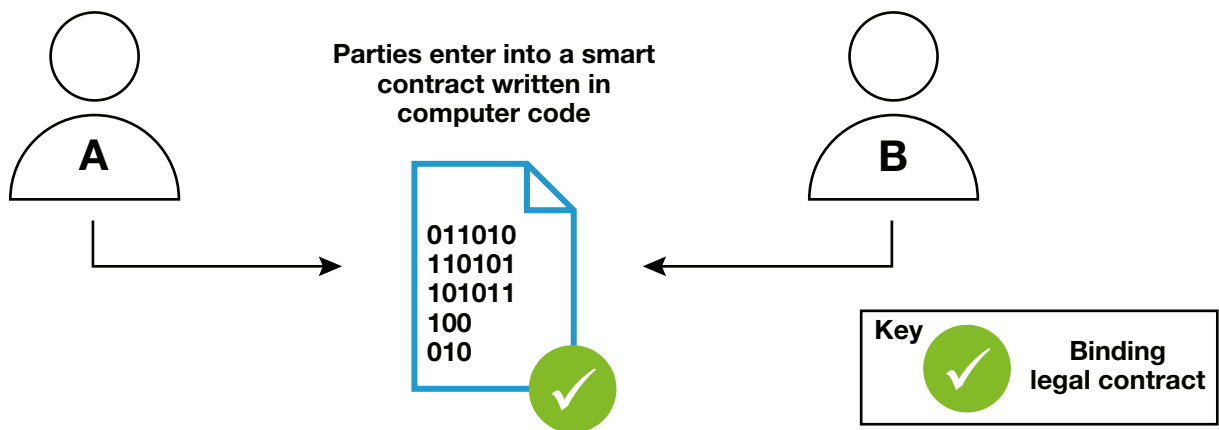 Parties enter into a smart
contract written in
computer code
A
B
011010
110101
101011
100
010
Key
Binding
legal contract